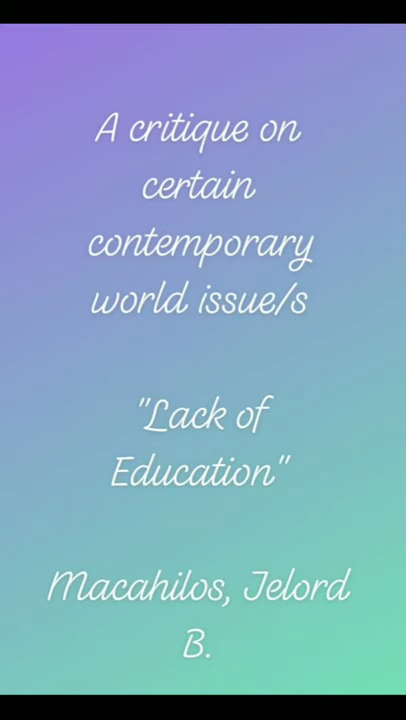 A critique on
certain
contemporary
world issue/s
"Lack of
Education"
Macahilos, Jelord
B.